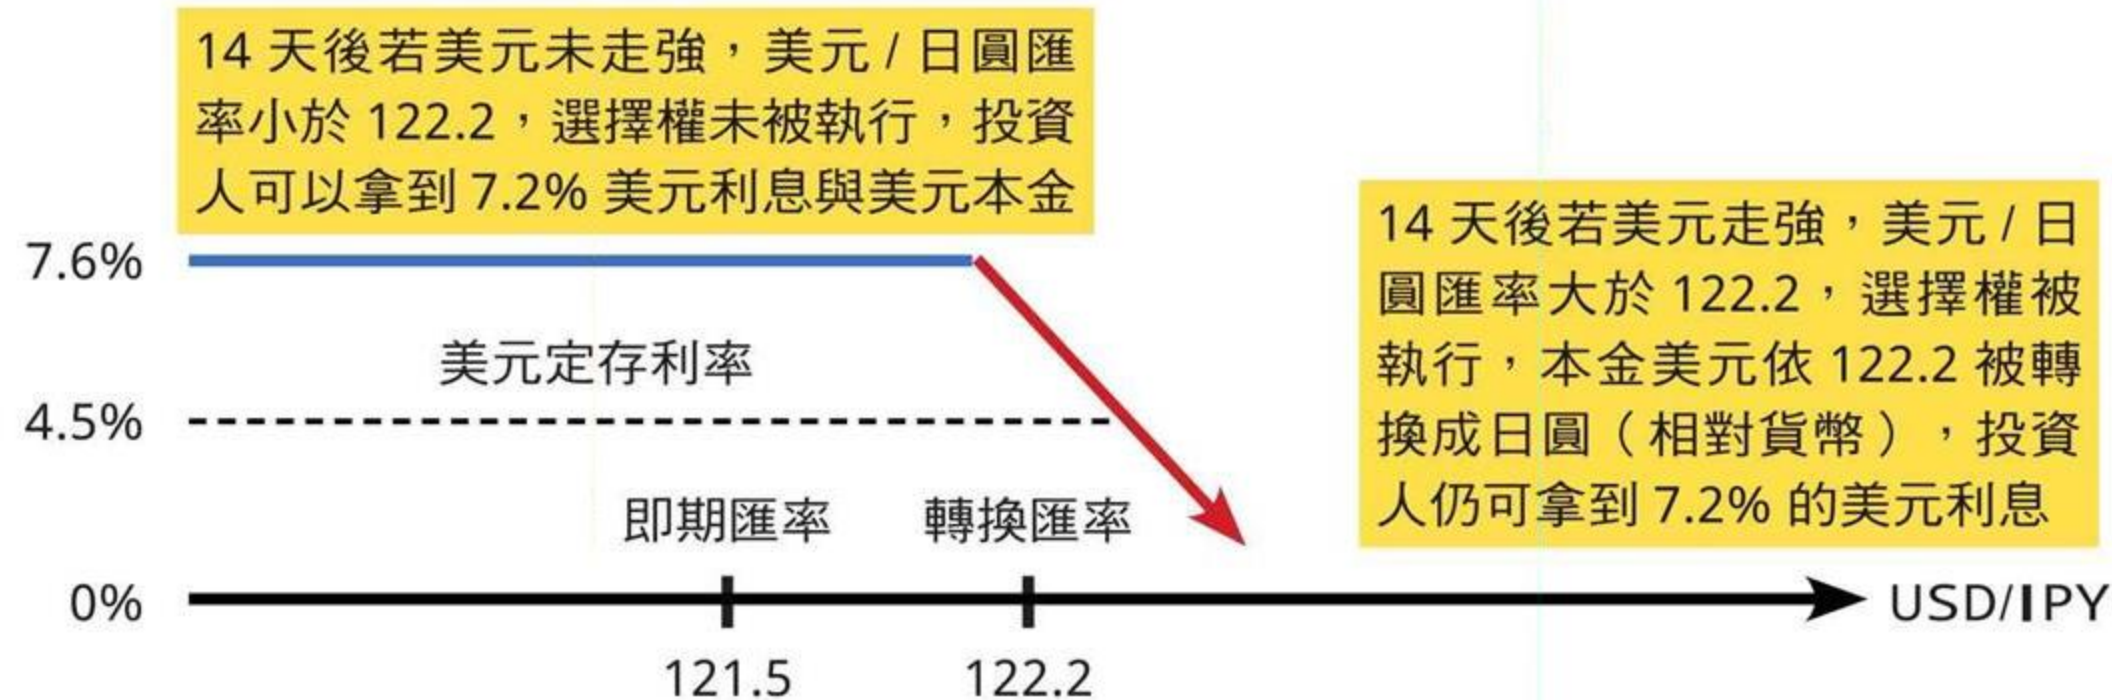 14 天後若美元未走強，美元 / 日圓匯
率小於 122.2，選擇權未被執行，投資
人可以拿到 7.2% 美元利息與美元本金
14 天後若美元走強，美元 / 日
圓匯率大於 122.2，選擇權被
執行，本金美元依 122.2 被轉
換成日圓（相對貨幣），投資
人仍可拿到 7.2% 的美元利息
7.6%
美元定存利率
4.5%
即期匯率
轉換匯率
0%
USD/IPY
121.5
122.2